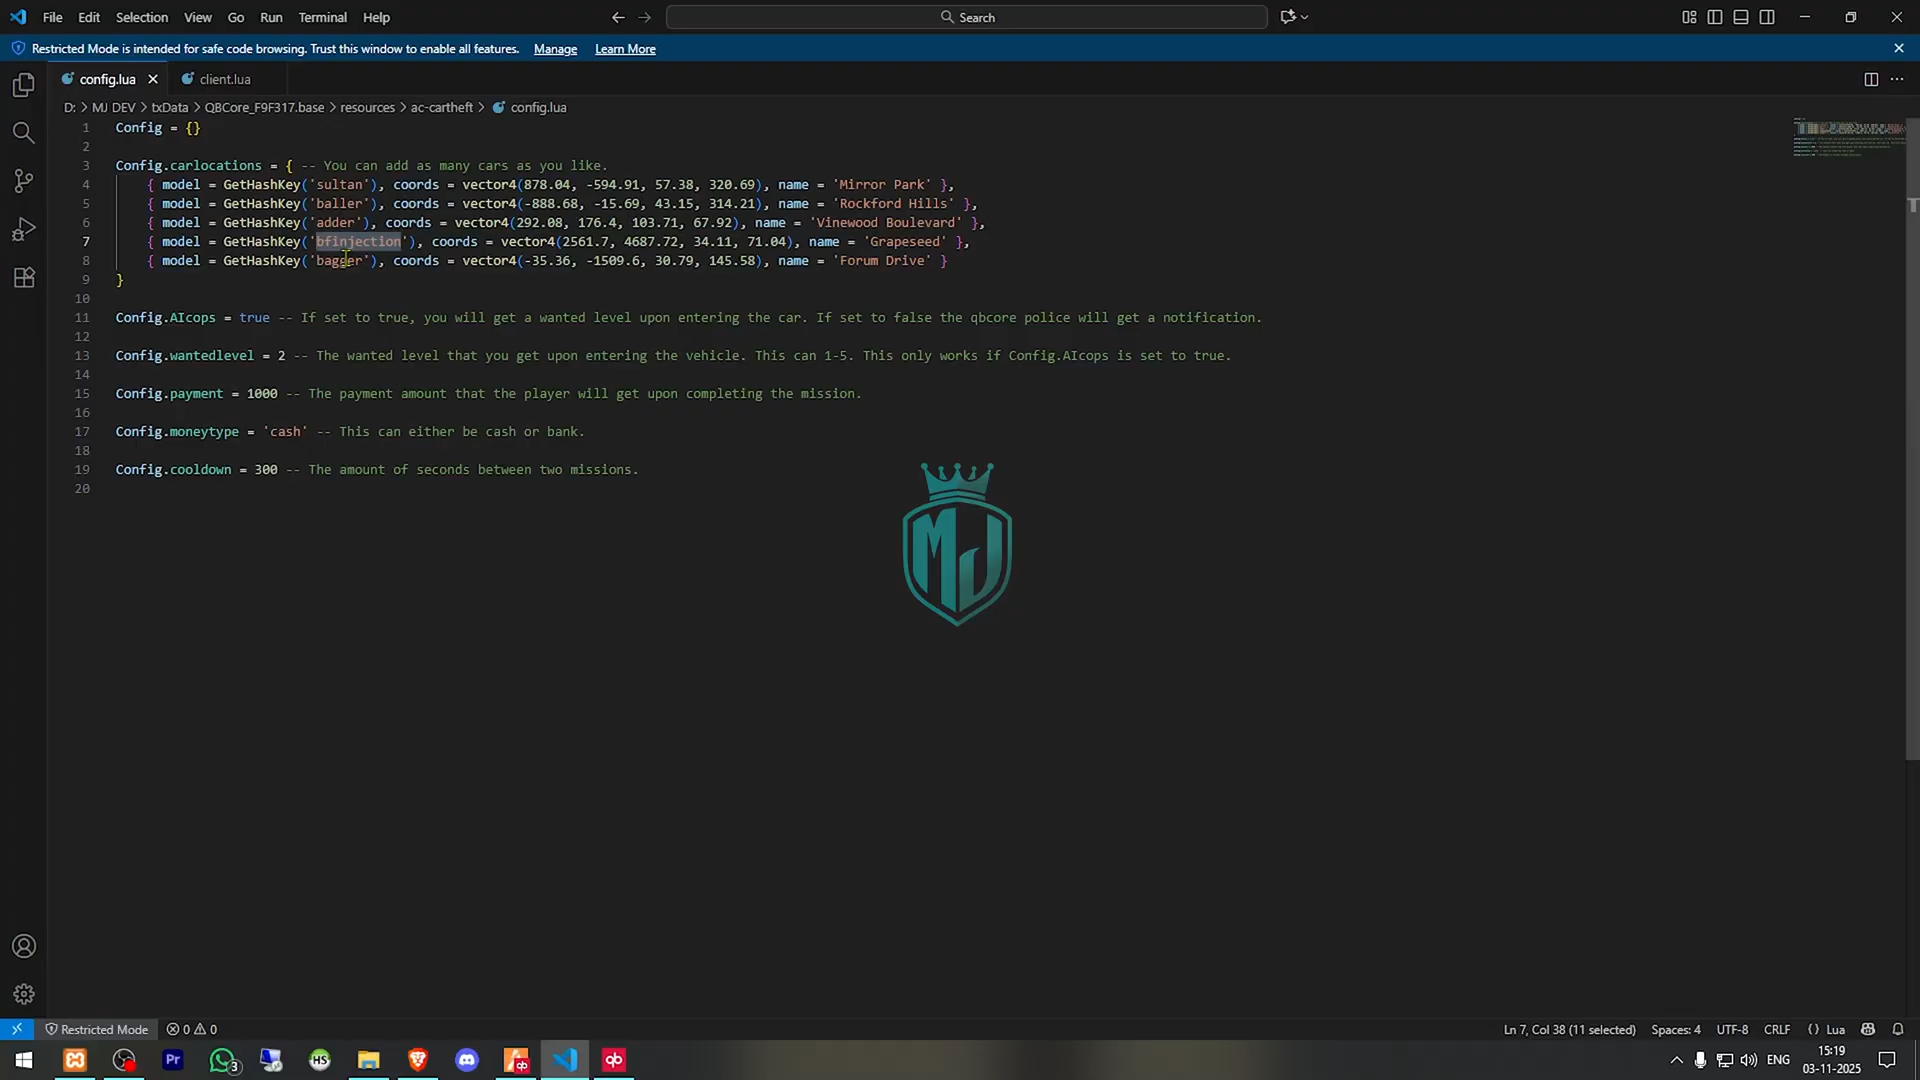 File Edit Selection View Go Run Terminal Help
Search
Restricted Mode is intended for safe code browsing. Trust this window to enable all features. Manage Learn More
config.lua client.lua
D: > MJ DEV > txData > QBCore_F9F317.base > resources > ac-cartheft > config.lua
1 Config = {}
2
3 Config.carlocations = { -- You can add as many cars as you like.
4 { model = GetHashKey('sultan'), coords = vector4(878.04, -594.91, 57.38, 320.69), name = 'Mirror Park' },
5 { model = GetHashKey('baller'), coords = vector4(-888.68, -15.69, 43.15, 314.21), name = 'Rockford Hills' },
6 { model = GetHashKey('adder'), coords = vector4(292.08, 176.4, 103.71, 67.92), name = 'Vinewood Boulevard' },
7 { model = GetHashKey('bfinjection'), coords = vector4(2561.7, 4687.72, 34.11, 71.04), name = 'Grapeseed' },
8 { model = GetHashKey('bagger'), coords = vector4(-35.36, -1509.6, 30.79, 145.58), name = 'Forum Drive' }
9 }
10
11 Config.AIcops = true -- If set to true, you will get a wanted level upon entering the car. If set to false the qbcore police will get a notification.
12
13 Config.wantedlevel = 2 -- The wanted level that you get upon entering the vehicle. This can 1-5. This only works if Config.AIcops is set to true.
14
15 Config.payment = 1000 -- The payment amount that the player will get upon completing the mission.
16
17 Config.moneytype = 'cash' -- This can either be cash or bank.
18
19 Config.cooldown = 300 -- The amount of seconds between two missions.
20
MJ
Restricted Mode 0 0 Ln 7, Col 38 (11 selected) Spaces: 4 UTF-8 CRLF {} Lua
Pr 3 HS qb qb ENG 15:19
03-11-2025